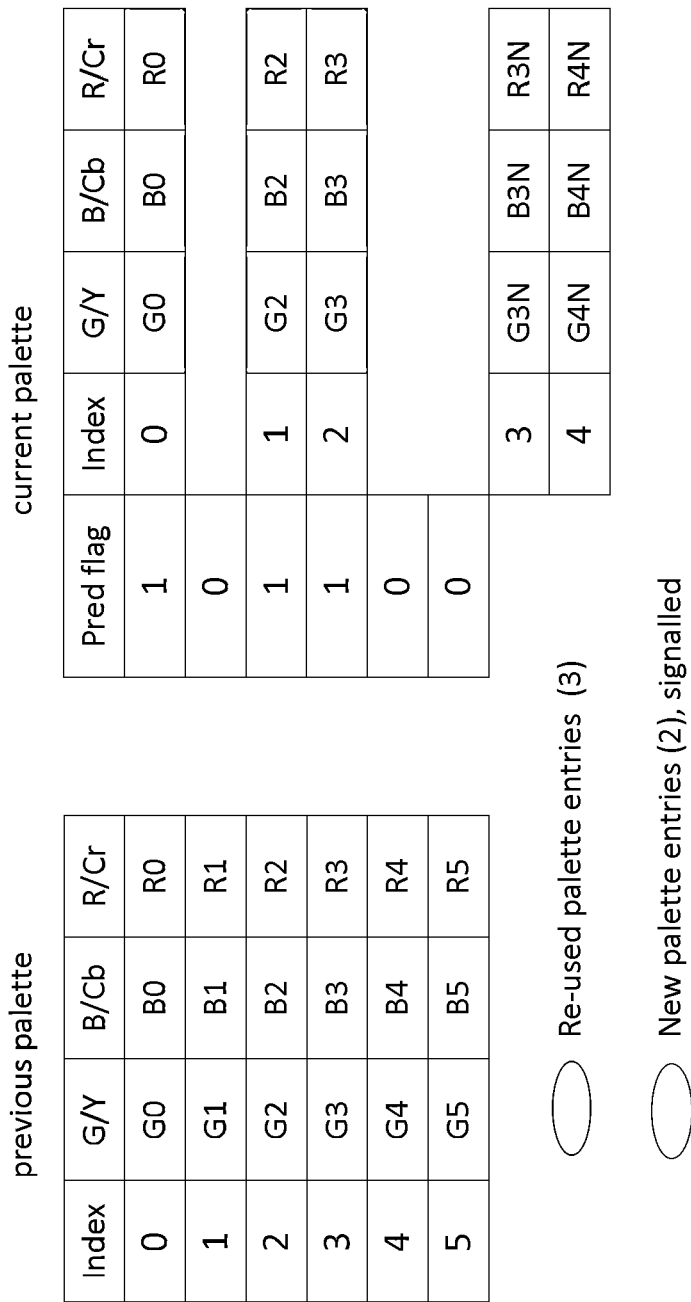 previous palette
Index G/Y B/Cb R/Cr
0 G0 B0 R0
1 G1 B1 R1
2 G2 B2 R2
3 G3 B3 R3
4 G4 B4 R4
5 G5 B5 R5
current palette
Pred flag Index G/Y B/Cb R/Cr
1 0 G0 B0 R0
0
1 1 G2 B2 R2
1 2 G3 B3 R3
0
0
3 G3N B3N R3N
4 G4N B4N R4N
Re-used palette entries (3)
New palette entries (2), signalled